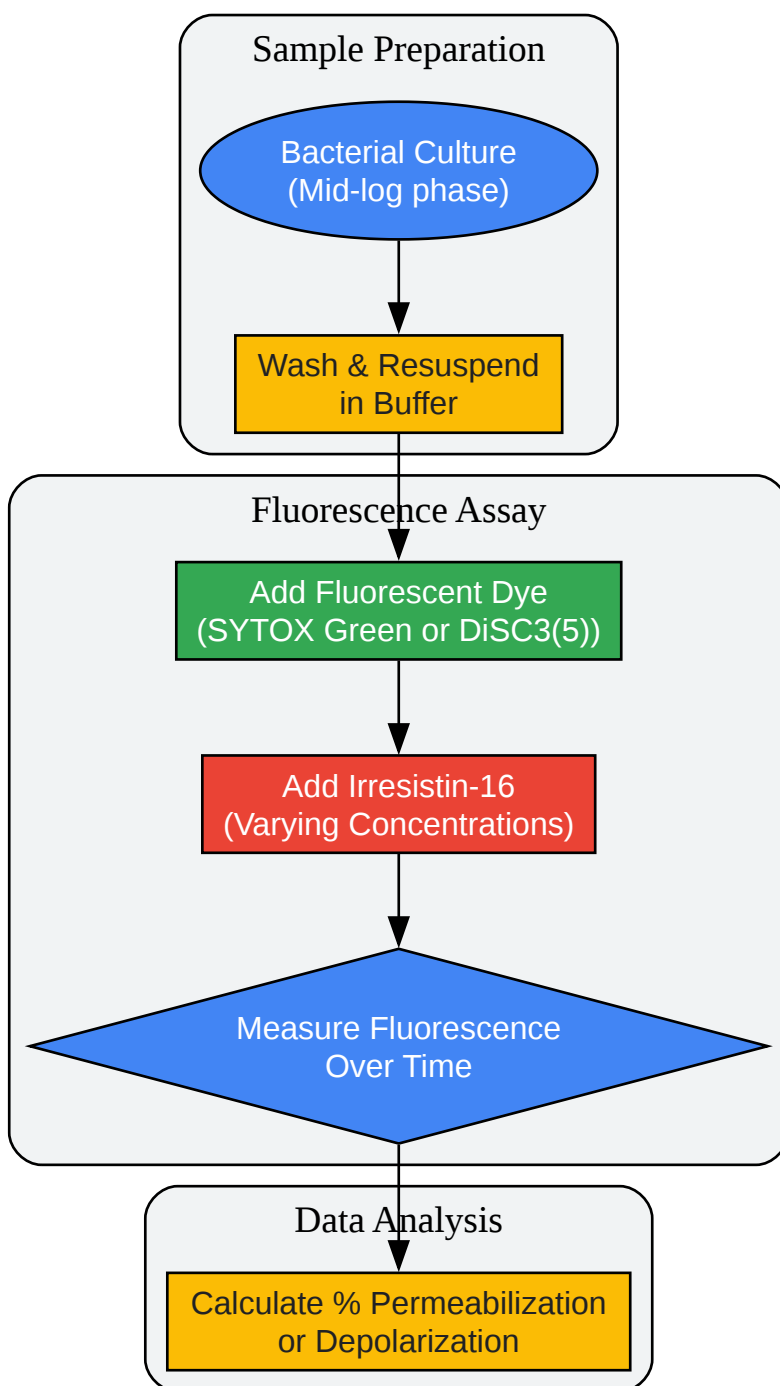 Sample Preparation
Bacterial Culture
(Mid-log phase)
Wash & Resuspend
in Buffer
Fluorescence Assay
Add Fluorescent Dye
(SYTOX Green or DiSC3(5))
Add Irresistin-16
(Varying Concentrations)
Measure Fluorescence
Over Time
Data Analysis
Calculate % Permeabilization
or Depolarization